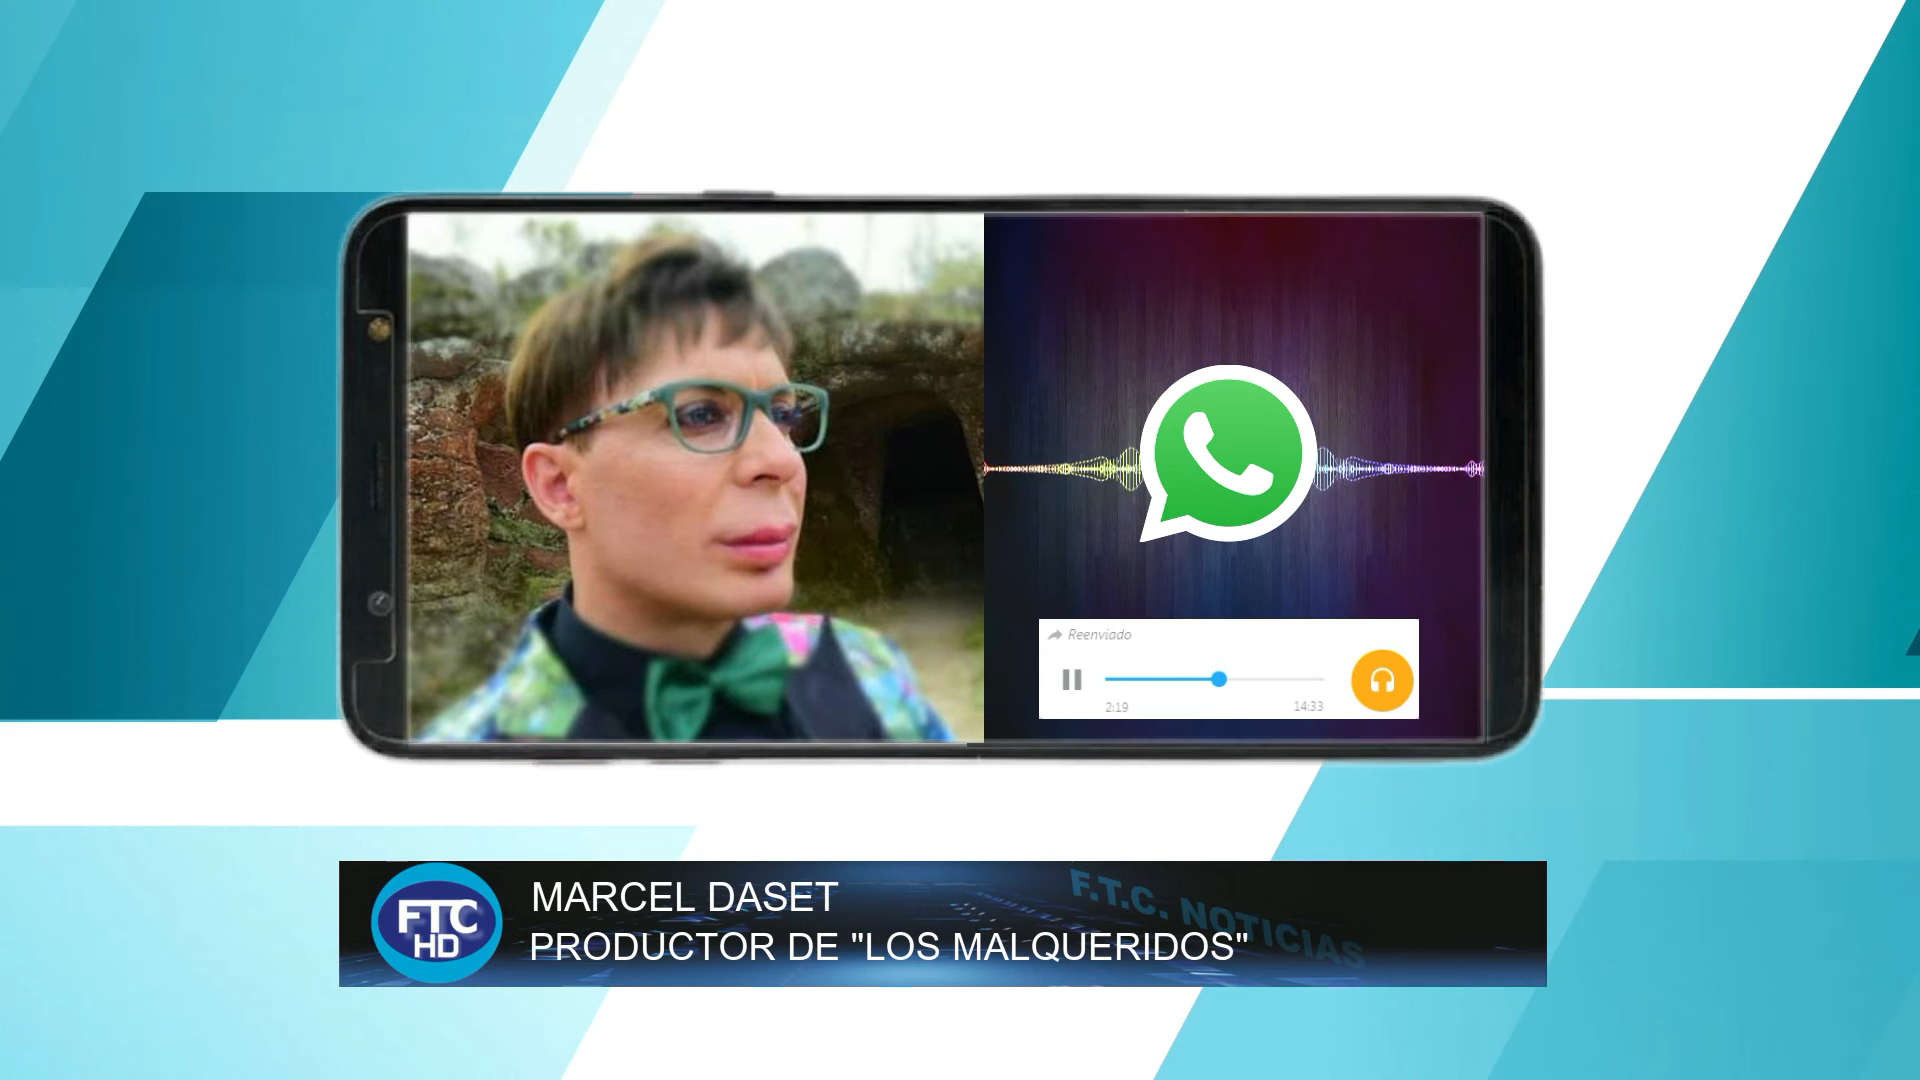 Reenviado
2:19 14:33
F.T.C. NOTICIAS
FTC
HD
MARCEL DASET
PRODUCTOR DE "LOS MALQUERIDOS"